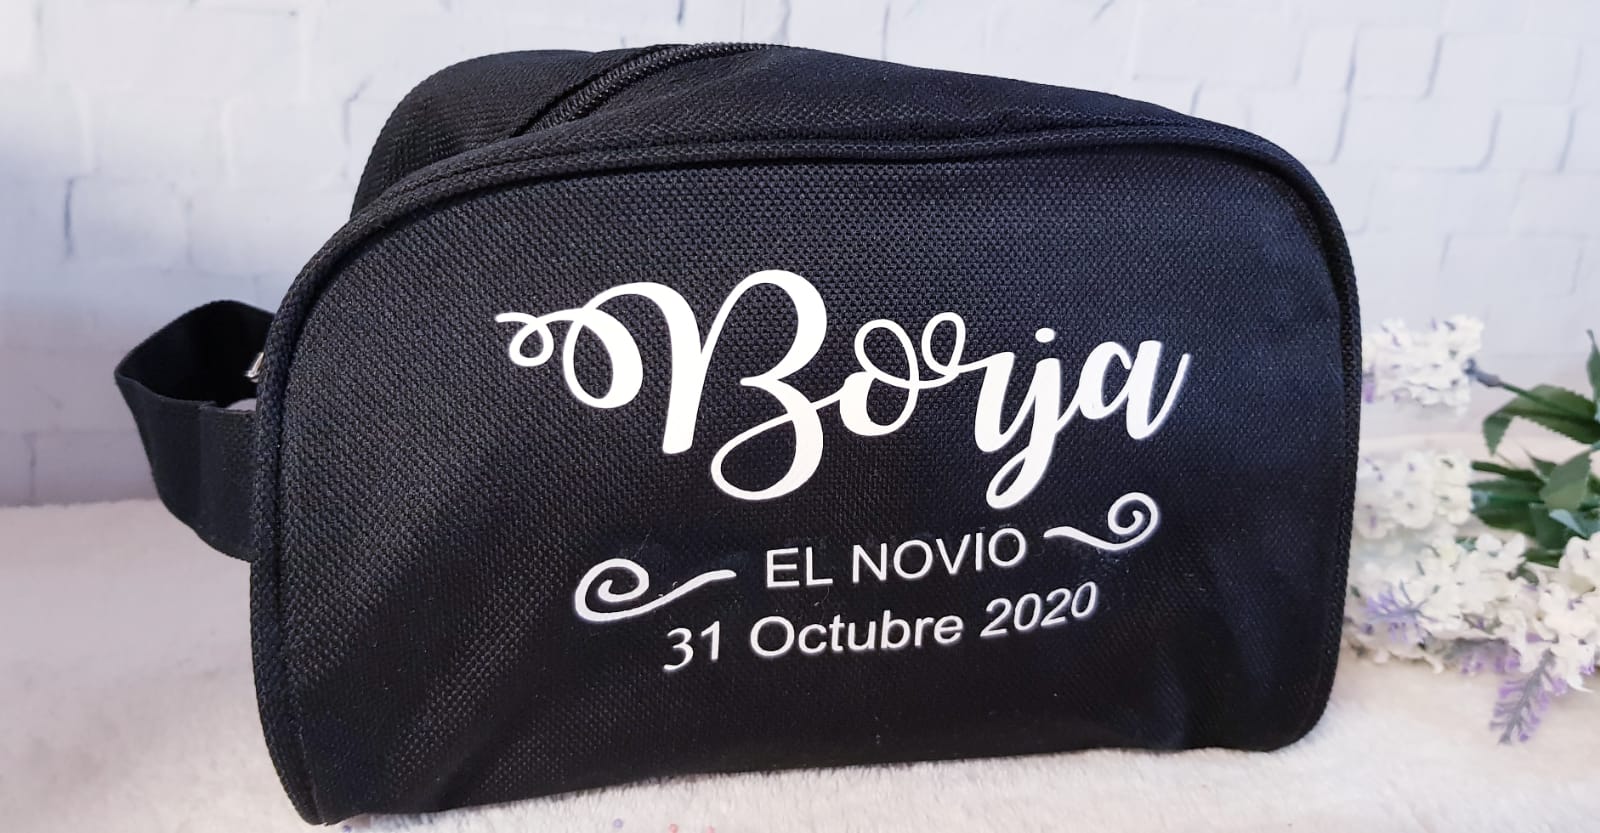 Borja
EL NOVIO
31 Octubre 2020